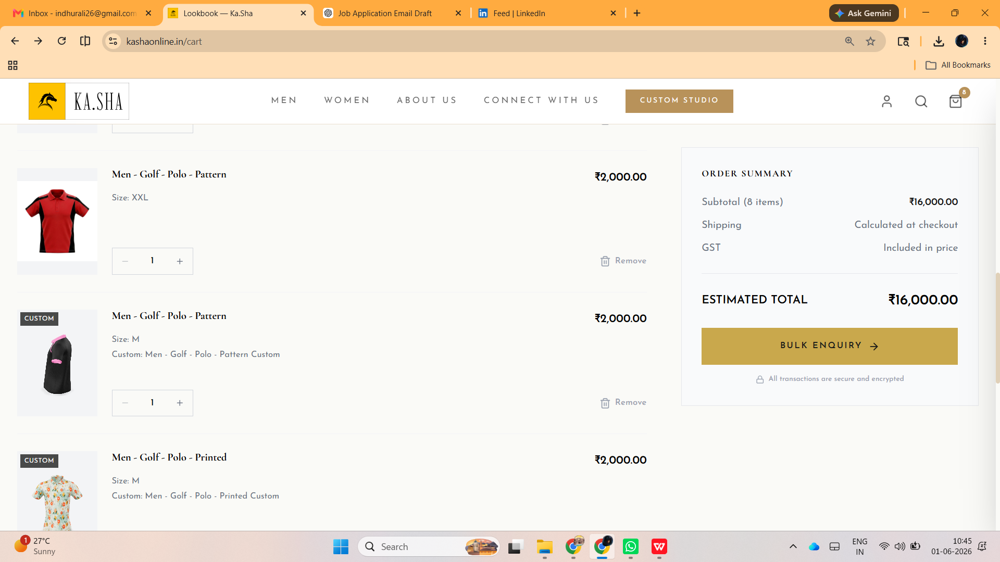 Inbox - indhurali26@gmail.com
Lookbook — Ka.Sha
Job Application Email Draft
Feed | LinkedIn
Ask Gemini
kashaonline.in/cart
All Bookmarks
KA.SHA
MEN
WOMEN
ABOUT US
CONNECT WITH US
CUSTOM STUDIO
8
Men - Golf - Polo - Pattern
₹2,000.00
Size: XXL
1
Remove
CUSTOM
Men - Golf - Polo - Pattern
₹2,000.00
Size: M
Custom: Men - Golf - Polo - Pattern Custom
1
Remove
CUSTOM
Men - Golf - Polo - Printed
₹2,000.00
Size: M
Custom: Men - Golf - Polo - Printed Custom
ORDER SUMMARY
Subtotal (8 items) ₹16,000.00
Shipping Calculated at checkout
GST Included in price
ESTIMATED TOTAL ₹16,000.00
BULK ENQUIRY →
All transactions are secure and encrypted
1
27°C
Sunny
Search
ENG
IN
10:45
01-06-2026